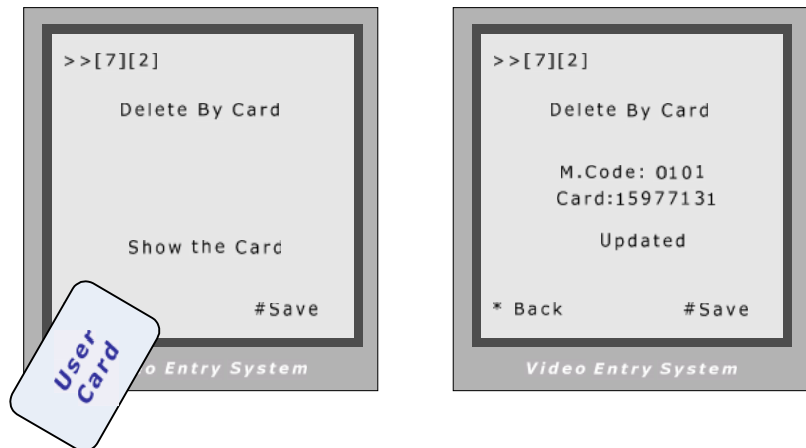 >>[7][2]
Delete By Card
Show the Card
#Save
User
Card
o Entry System
>>[7][2]
Delete By Card
M.Code: 0101
Card:15977131
Updated
* Back #Save
Video Entry System